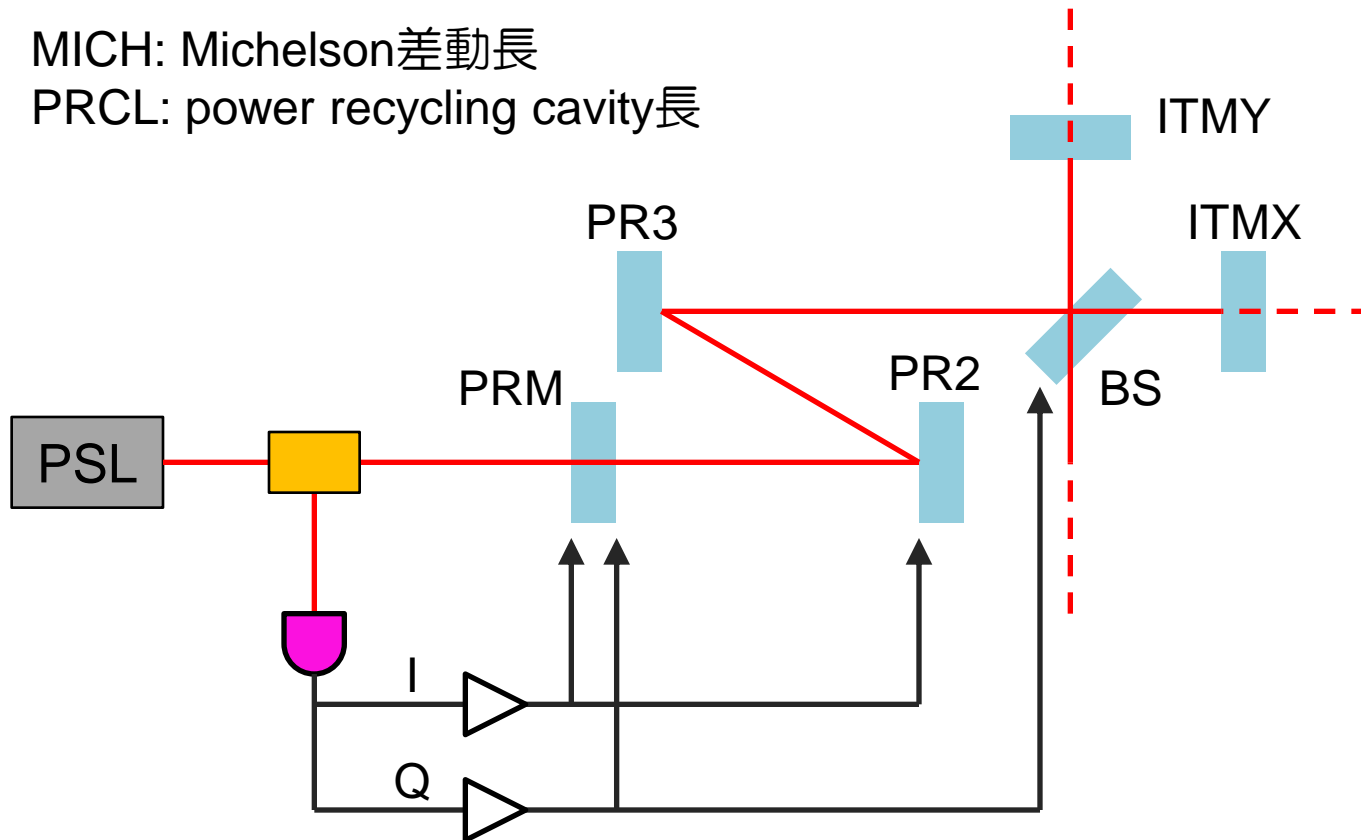 MICH: Michelson差動長
PRCL: power recycling cavity長
ITMY
PR3
ITMX
PRM
PR2
BS
PSL
I
Q